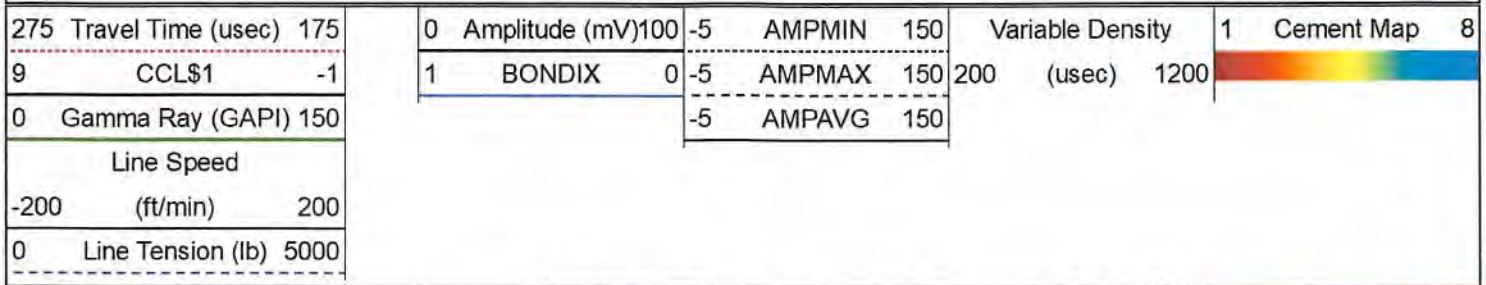 275 Travel Time (usec) 175
9 CCL$1 -1
0 Gamma Ray (GAPI) 150
Line Speed
-200 (ft/min) 200
0 Line Tension (lb) 5000
0 Amplitude (mV)100
1 BONDIX 0
-5 AMPMIN 150
-5 AMPMAX 150
-5 AMPAVG 150
Variable Density
200 (usec) 1200
1 Cement Map 8